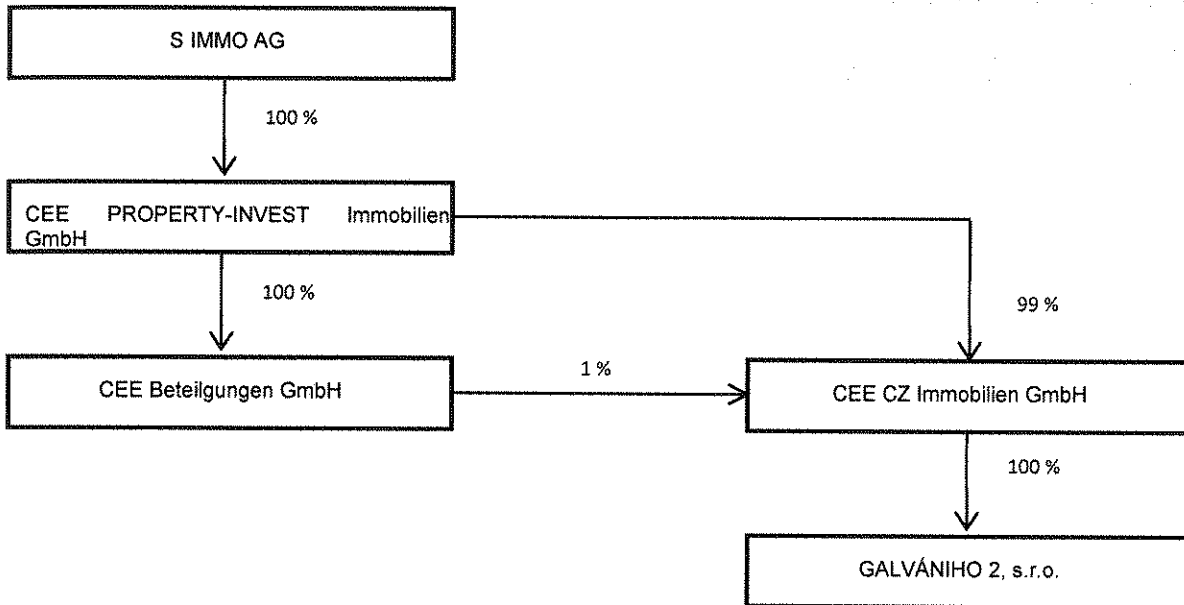 S IMMO AG
100 %
CEE PROPERTY-INVEST Immobilien
GmbH
100 %
99 %
CEE Beteilgungen GmbH
1 %
CEE CZ Immobilien GmbH
100 %
GALVÁNIHO 2, s.r.o.